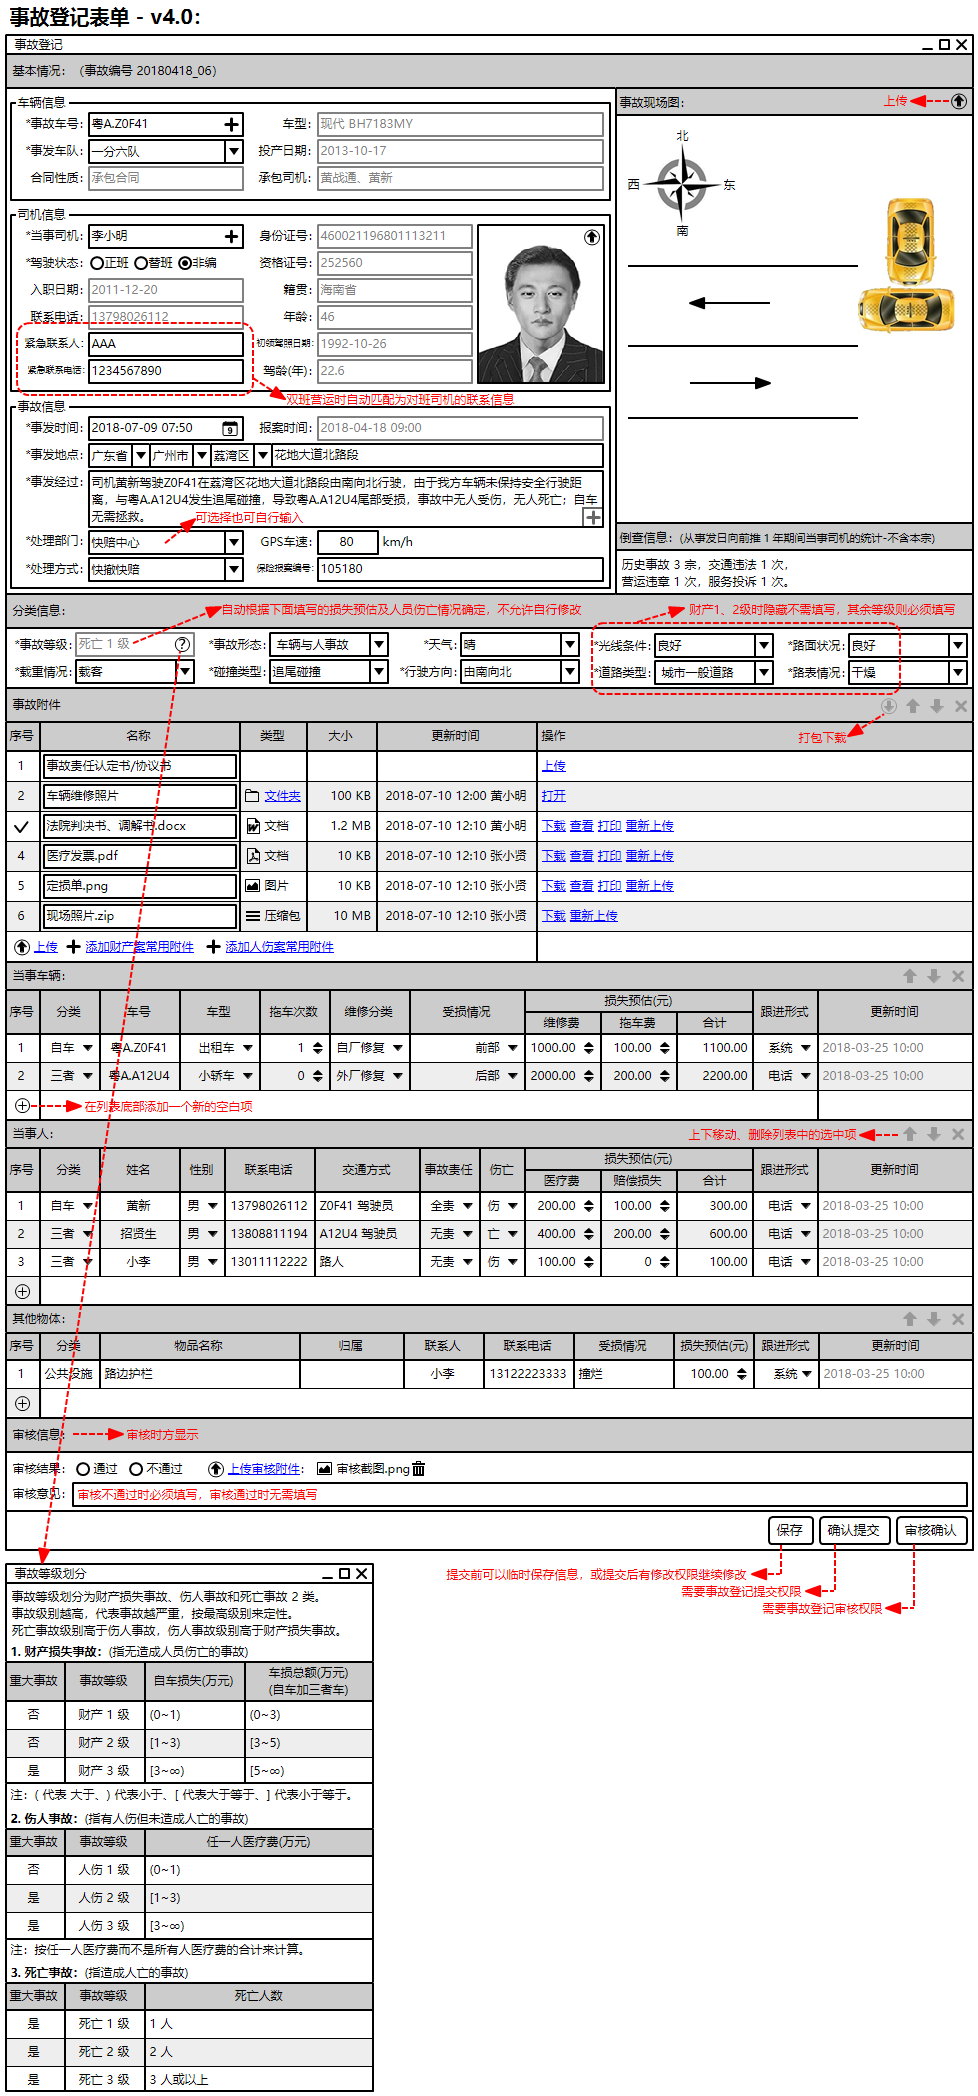 事故登记表单 - v4.0:
事故登记
基本情况：（事故编号 20180418_06）
车辆信息
*事故车号: 粤A.Z0F41 车型: 现代 BH7183MY
*事发车队: 一分六队 投产日期: 2013-10-17
合同性质: 承包合同 承包司机: 黄战通、黄新
司机信息
*当事司机: 李小明 身份证号: 460021196801113211
*驾驶状态: 正班 替班 非编 资格证号: 252560
入职日期: 2011-12-20 籍贯: 海南省
联系电话: 13798026112 年龄: 46
紧急联系人: AAA 初领驾照日期: 1992-10-26
紧急联系电话: 1234567890 驾龄(年): 22.6
双班营运时自动匹配为对班司机的联系信息
事故信息
*事发时间: 2018-07-09 07:50 9 报案时间: 2018-04-18 09:00
*事发地点: 广东省 广州市 荔湾区 花地大道北路段
*事发经过: 司机黄新驾驶Z0F41在荔湾区花地大道北路段由南向北行驶，由于我方车辆未保持安全行驶距
离，与粤A.A12U4发生追尾碰撞，导致粤A.A12U4尾部受损，事故中无人受伤，无人死亡；自车
无需拯救。
可选择也可自行输入
*处理部门: 快赔中心 GPS车速: 80 km/h
*处理方式: 快撤快赔 保险报案编号: 105180
事故现场图: 上传
北
西 东
南
倒查信息：(从事发日向前推 1 年期间当事司机的统计-不含本宗)
历史事故 3 宗，交通违法 1 次，
营运违章 1 次，服务投诉 1 次。
分类信息: 自动根据下面填写的损失预估及人员伤亡情况确定，不允许自行修改 财产1、2级时隐藏不需填写，其余等级则必须填写
*事故等级: 死亡 1 级 ? *事故形态: 车辆与人事故 *天气: 晴 *光线条件: 良好 *路面状况: 良好
*载重情况: 载客 *碰撞类型: 追尾碰撞 *行驶方向: 由南向北 *道路类型: 城市一般道路 *路表情况: 干燥
事故附件
打包下载
序号 名称 类型 大小 更新时间 操作
1 事故责任认定书/协议书 上传
2 车辆维修照片 文件夹 100 KB 2018-07-10 12:00 黄小明 打开
法院判决书、调解书.docx 文档 1.2 MB 2018-07-10 12:10 黄小明 下载 查看 打印 重新上传
4 医疗发票.pdf 文档 10 KB 2018-07-10 12:10 张小贤 下载 查看 打印 重新上传
5 定损单.png 图片 10 KB 2018-07-10 12:10 张小贤 下载 查看 打印 重新上传
6 现场照片.zip 压缩包 10 MB 2018-07-10 12:10 张小贤 下载 重新上传
上传 添加财产案常用附件 添加人伤案常用附件
当事车辆:
序号 分类 车号 车型 拖车次数 维修分类 受损情况 损失预估(元) 跟进形式 更新时间
维修费 拖车费 合计
1 自车 粤A.Z0F41 出租车 1 自厂修复 前部 1000.00 100.00 1100.00 系统 2018-03-25 10:00
2 三者 粤A.A12U4 小轿车 0 外厂修复 后部 2000.00 200.00 2200.00 电话 2018-03-25 10:00
在列表底部添加一个新的空白项
当事人: 上下移动、删除列表中的选中项
序号 分类 姓名 性别 联系电话 交通方式 事故责任 伤亡 损失预估(元) 跟进形式 更新时间
医疗费 赔偿损失 合计
1 自车 黄新 男 13798026112 Z0F41 驾驶员 全责 伤 200.00 100.00 300.00 电话 2018-03-25 10:00
2 三者 招贤生 男 13808811194 A12U4 驾驶员 无责 亡 400.00 200.00 600.00 电话 2018-03-25 10:00
3 三者 小李 男 13011112222 路人 无责 伤 100.00 0 100.00 电话 2018-03-25 10:00
其他物体:
序号 分类 物品名称 归属 联系人 联系电话 受损情况 损失预估(元) 跟进形式 更新时间
1 公共设施 路边护栏 小李 13122223333 撞烂 100.00 系统 2018-03-25 10:00
审核信息: 审核时方显示
审核结果: 通过 不通过 上传审核附件: 审核截图.png
审核意见: 审核不通过时必须填写，审核通过时无需填写
保存 确认提交 审核确认
提交前可以临时保存信息，或提交后有修改权限继续修改
需要事故登记提交权限
需要事故登记审核权限
事故等级划分
事故等级划分为财产损失事故、伤人事故和死亡事故 2 类。
事故级别越高，代表事故越严重，按最高级别来定性。
死亡事故级别高于伤人事故，伤人事故级别高于财产损失事故。
1. 财产损失事故：(指无造成人员伤亡的事故)
重大事故 事故等级 自车损失(万元) 车损总额(万元)
(自车加三者车)
否 财产 1 级 (0~1) (0~3)
否 财产 2 级 [1~3) [3~5)
是 财产 3 级 [3~∞) [5~∞)
注：( 代表 大于、) 代表小于、[ 代表大于等于、] 代表小于等于。
2. 伤人事故：(指有人伤但未造成人亡的事故)
重大事故 事故等级 任一人医疗费(万元)
否 人伤 1 级 (0~1)
是 人伤 2 级 [1~3)
是 人伤 3 级 [3~∞)
注：按任一人医疗费而不是所有人医疗费的合计来计算。
3. 死亡事故：(指造成人亡的事故)
重大事故 事故等级 死亡人数
是 死亡 1 级 1 人
是 死亡 2 级 2 人
是 死亡 3 级 3 人或以上